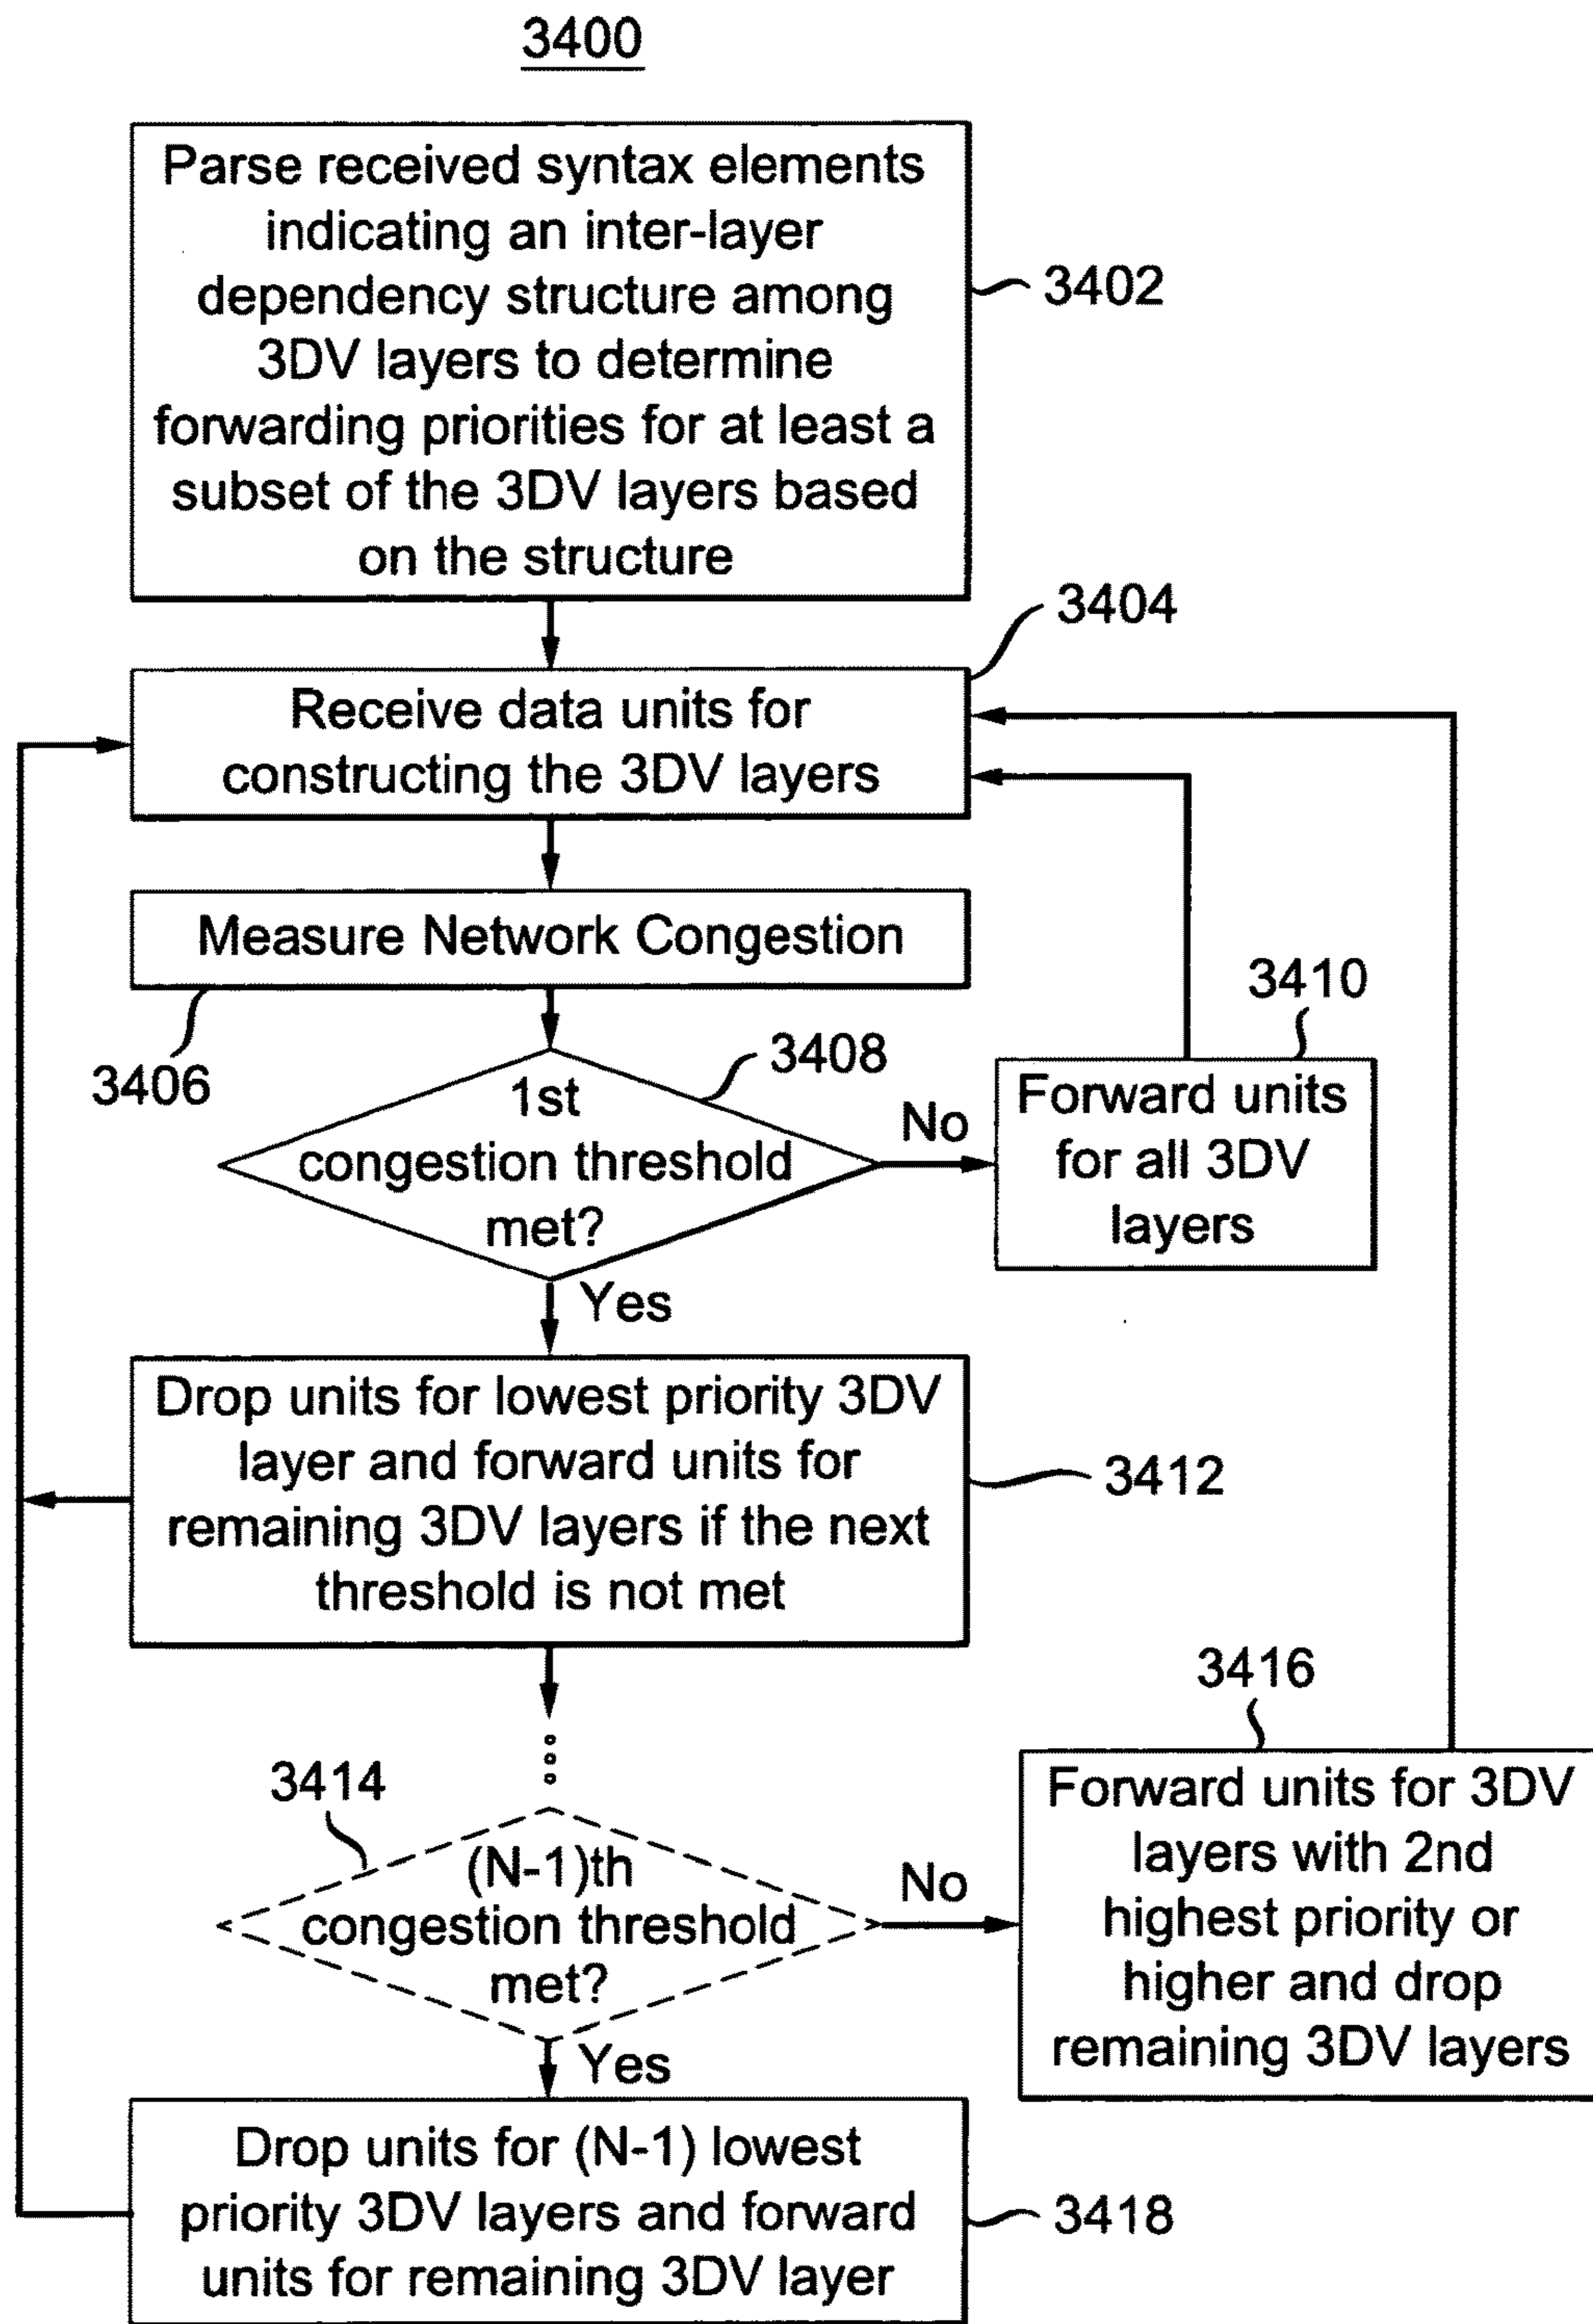 3400
Parse received syntax elements
indicating an inter-layer
dependency structure among
3DV layers to determine
forwarding priorities for at least a
subset of the 3DV layers based
on the structure
3402
3404
Receive data units for
constructing the 3DV layers
Measure Network Congestion
3406
3408
1st
congestion threshold
met?
No
3410
Forward units
for all 3DV
layers
Yes
Drop units for lowest priority 3DV
layer and forward units for
remaining 3DV layers if the next
threshold is not met
3412
3414
(N-1)th
congestion threshold
met?
No
3416
Forward units for 3DV
layers with 2nd
highest priority or
higher and drop
remaining 3DV layers
Yes
Drop units for (N-1) lowest
priority 3DV layers and forward
units for remaining 3DV layer
3418